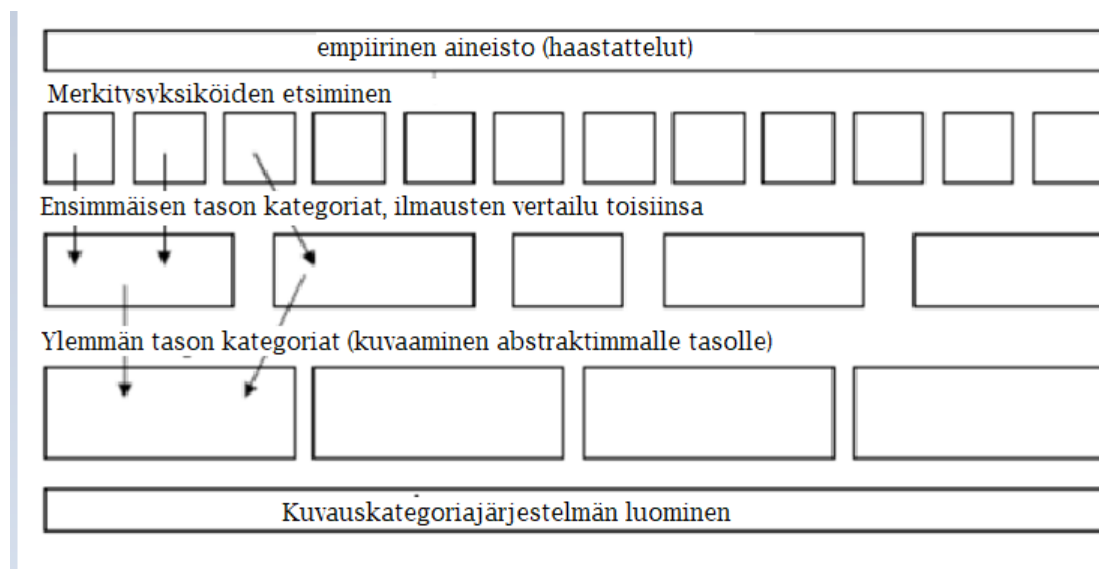 empiirinen aineisto (haastattelut)
Merkitysyksiköiden etsiminen
Ensimmäisen tason kategoriat, ilmausten vertailu toisiinsa
Ylemmän tason kategoriat (kuvaaminen abstraktimmalle tasolle)
Kuvauskategoriajärjestelmän luominen